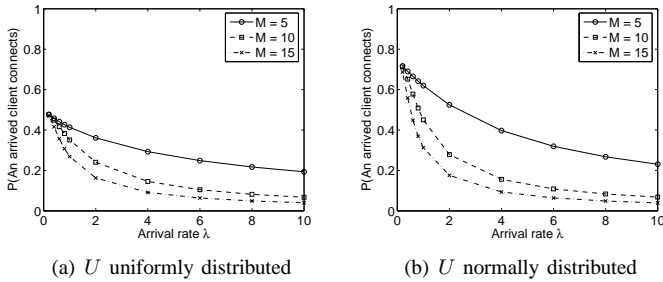 1
0.8
0.6
0.4
0.2
0
P(An arrived client connects)
0 2 4 6 8 10
Arrival rate λ
M = 5
M = 10
M = 15
(a) U uniformly distributed
1
0.8
0.6
0.4
0.2
0
P(An arrived client connects)
0 2 4 6 8 10
Arrival rate λ
M = 5
M = 10
M = 15
(b) U normally distributed